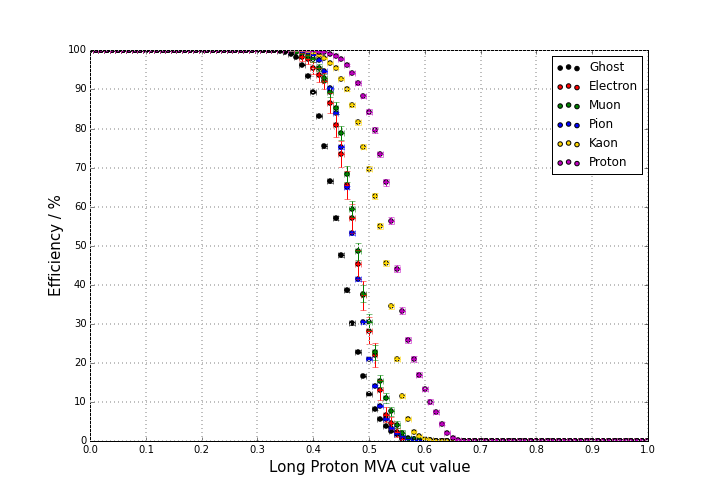 100
90
80
70
60
50
40
30
20
10
0
Efficiency / %
0.0 0.1 0.2 0.3 0.4 0.5 0.6 0.7 0.8 0.9 1.0
Long Proton MVA cut value
Ghost
Electron
Muon
Pion
Kaon
Proton